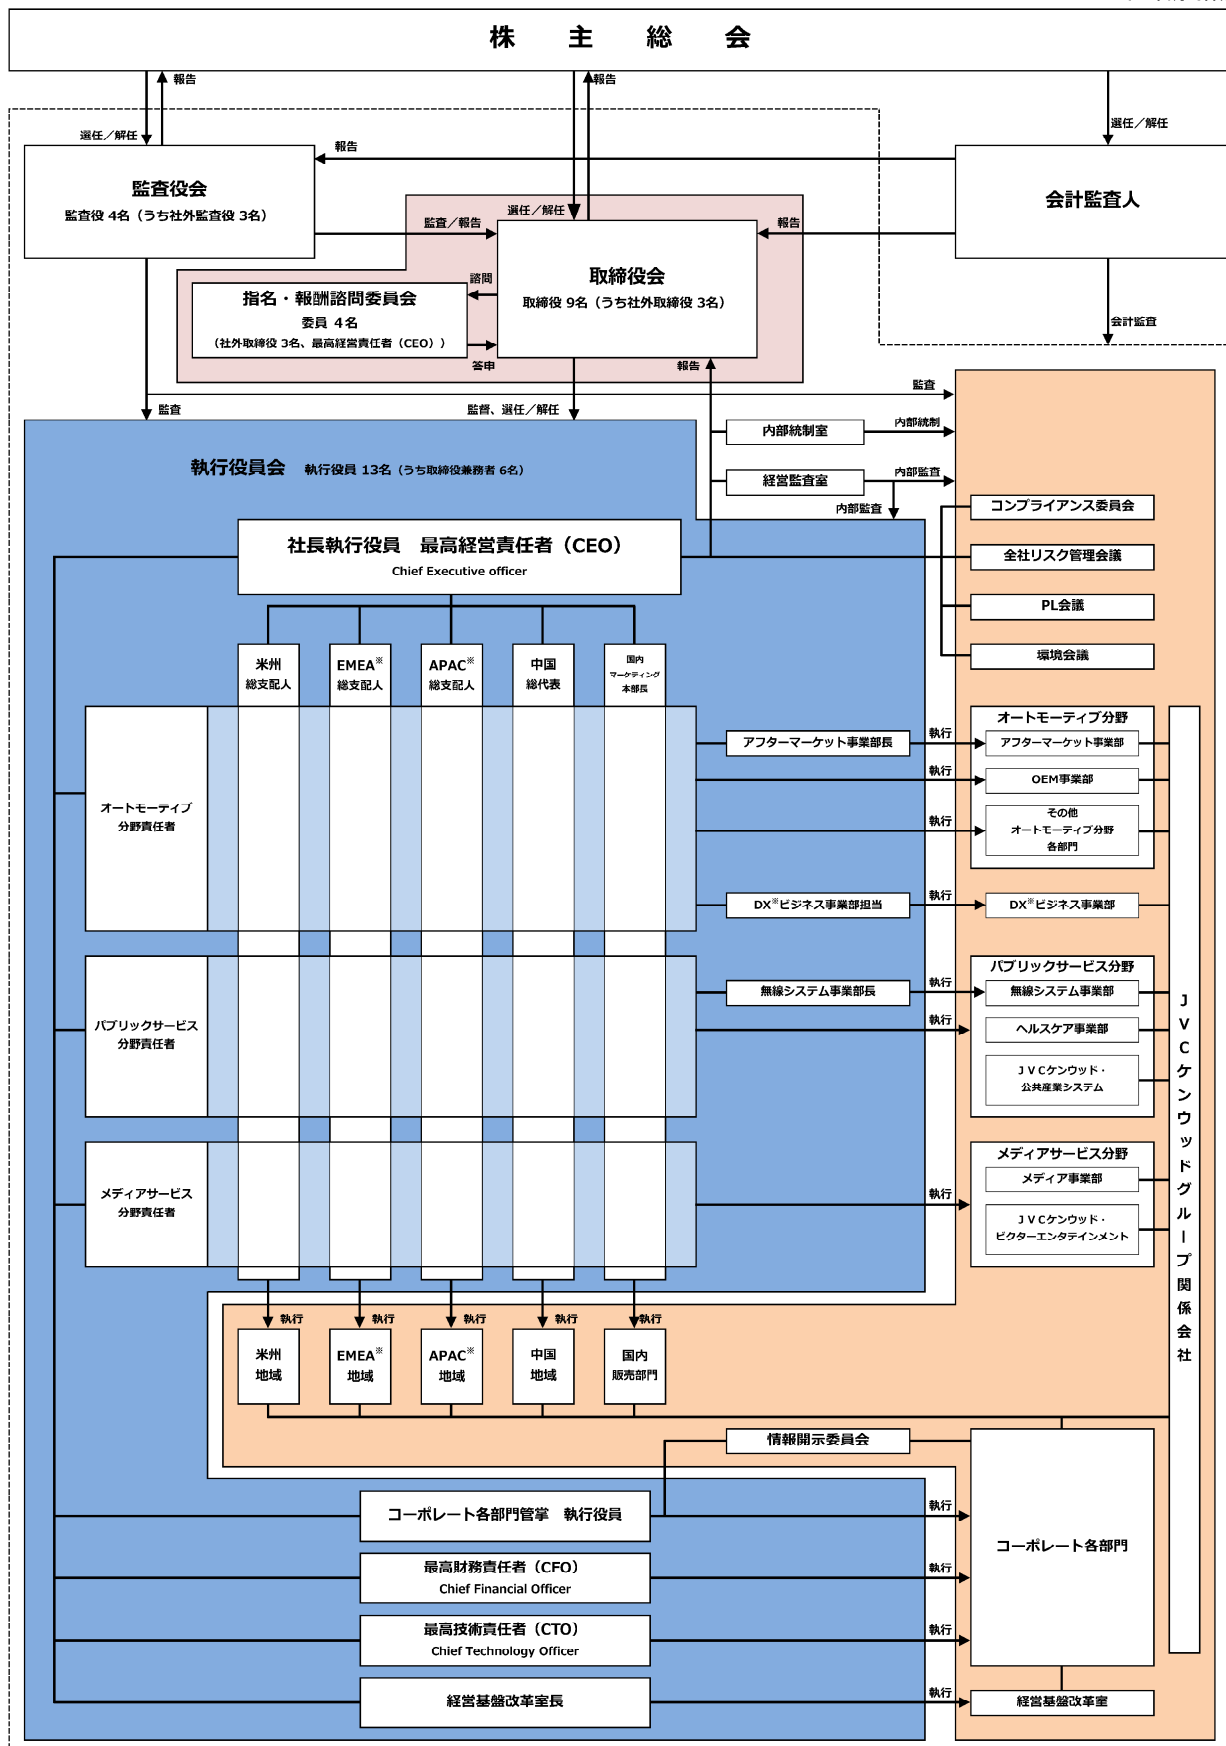 株　主　総　会
報告
報告
選任／解任
選任／解任
報告
監査役会
監査役 4名（うち社外監査役 3名）
会計監査人
選任／解任
監査／報告
報告
取締役会
取締役 9名（うち社外取締役 3名）
諮問
指名・報酬諮問委員会
委員 4名
（社外取締役 3名、最高経営責任者（CEO））
答申
報告
会計監査
監査
監査
監督、選任／解任
内部統制室
内部統制
執行役員会　執行役員 13名（うち取締役兼務者 6名）
経営監査室
内部監査
内部監査
コンプライアンス委員会
社長執行役員　最高経営責任者（CEO）
Chief Executive officer
全社リスク管理会議
PL会議
環境会議
米州
総支配人
EMEA※
総支配人
APAC※
総支配人
中国
総代表
国内
マーケティング
本部長
オートモーティブ
分野責任者
アフターマーケット事業部長
執行
執行
執行
オートモーティブ分野
アフターマーケット事業部
OEM事業部
その他
オートモーティブ分野
各部門
DX※ビジネス事業部担当
執行
DX※ビジネス事業部
パブリックサービス
分野責任者
無線システム事業部長
執行
執行
パブリックサービス分野
無線システム事業部
ヘルスケア事業部
ＪＶＣケンウッド・
公共産業システム
メディアサービス
分野責任者
執行
メディアサービス分野
メディア事業部
ＪＶＣケンウッド・
ビクターエンタテインメント
ＪＶＣケンウッドグループ関係会社
執行
執行
執行
執行
執行
米州
地域
EMEA※
地域
APAC※
地域
中国
地域
国内
販売部門
情報開示委員会
コーポレート各部門管掌　執行役員
執行
コーポレート各部門
最高財務責任者（CFO）
Chief Financial Officer
執行
最高技術責任者（CTO）
Chief Technology Officer
執行
経営基盤改革室長
執行
経営基盤改革室